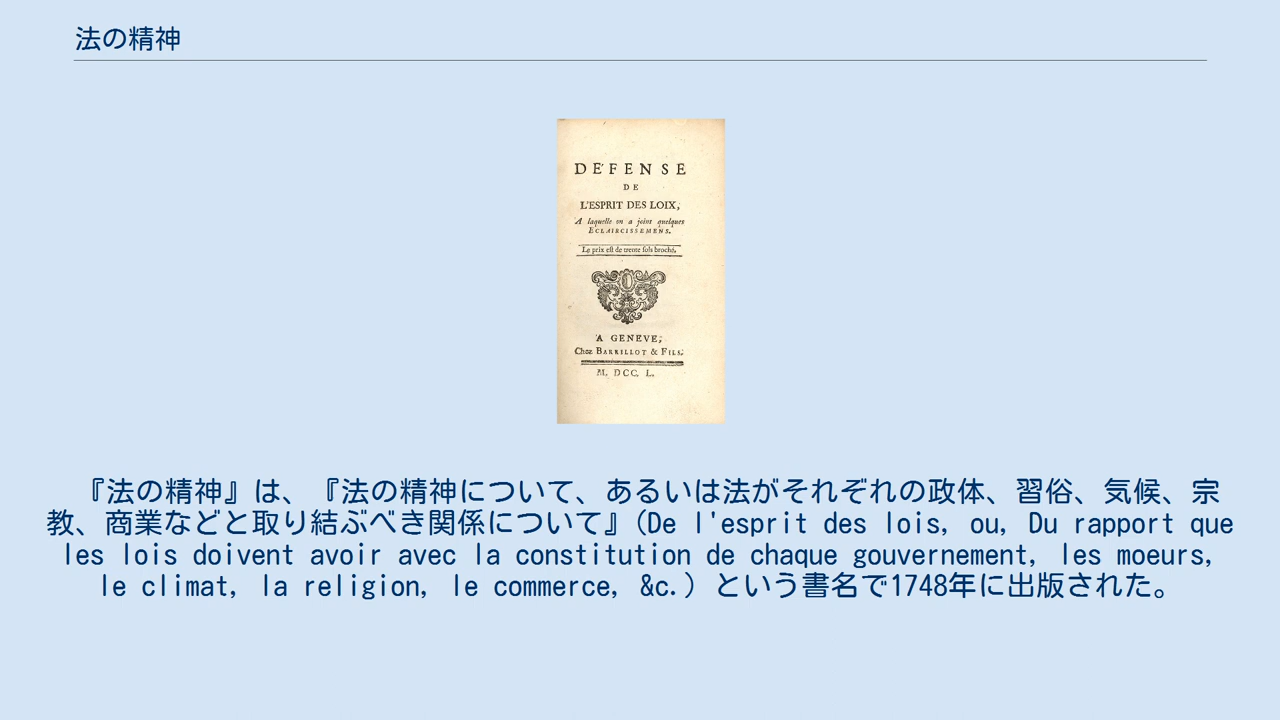 法の精神
DEFENSE
DE
L'ESPRIT DES LOIX,
A laquelle on a joint quelques
ECLAIRCISSEMENS.
Le prix est de trente sols broché.
A GENEVE,
Chez BARRILLOT & FILS.
M. DCC. L.
『法の精神』は、『法の精神について、あるいは法がそれぞれの政体、習俗、気候、宗
教、商業などと取り結ぶべき関係について』(De l'esprit des lois, ou, Du rapport que
les lois doivent avoir avec la constitution de chaque gouvernement, les moeurs,
le climat, la religion, le commerce, &c.）という書名で1748年に出版された。